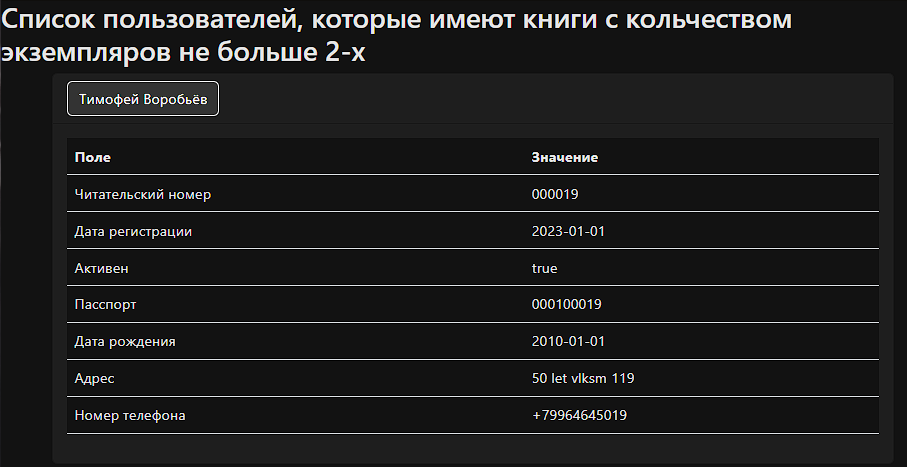 Список пользователей, которые имеют книги с кольчеством
экземпляров не больше 2-х
Тимофей Воробьёв
Поле Значение
Читательский номер 000019
Дата регистрации 2023-01-01
Активен true
Пасспорт 000100019
Дата рождения 2010-01-01
Адрес 50 let vlksm 119
Номер телефона +79964645019